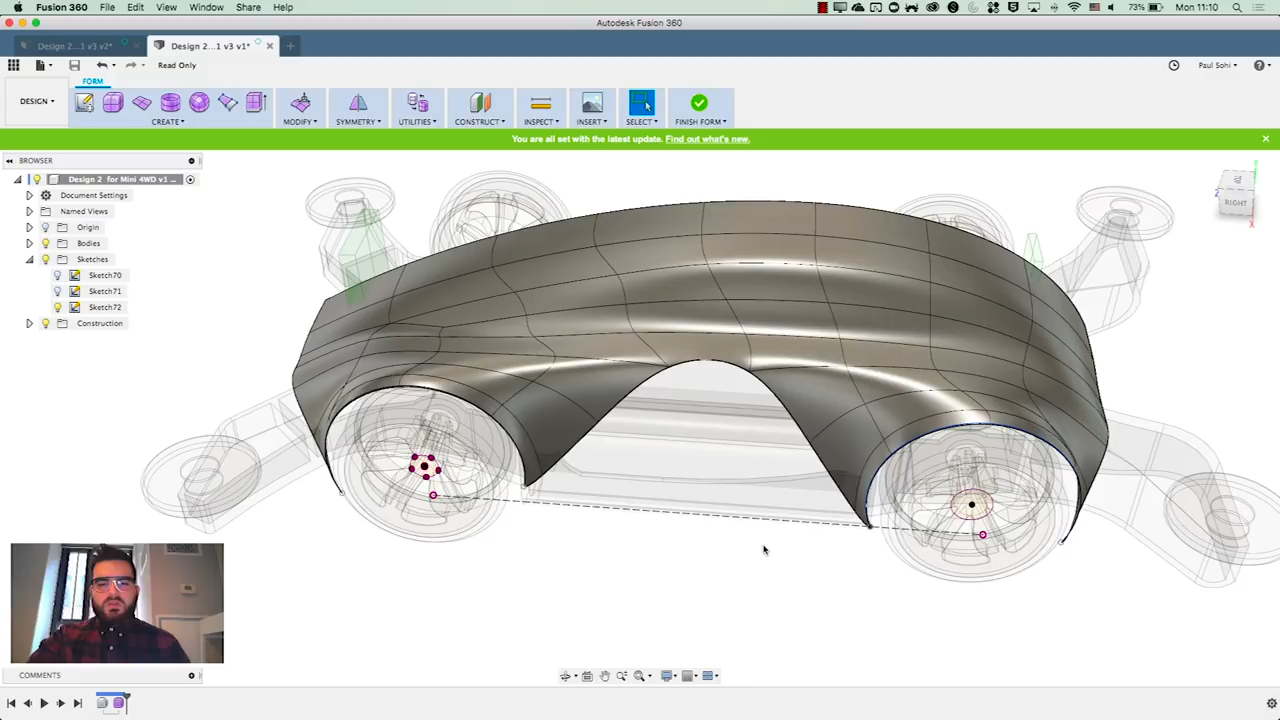 Fusion 360 File Edit View Window Share Help 73% Mon 11:10
Autodesk Fusion 360
Design 2...1 v3 v2* Design 2...1 v3 v1*
Read Only Paul Sohi
FORM
DESIGN
CREATE MODIFY SYMMETRY UTILITIES CONSTRUCT INSPECT INSERT SELECT FINISH FORM
You are all set with the latest update. Find out what's new.
BROWSER
Design 2 for Mini 4WD v1 ...
Document Settings
Named Views
Origin
Bodies
Sketches
Sketch70
Sketch71
Sketch72
Construction
RIGHT
COMMENTS